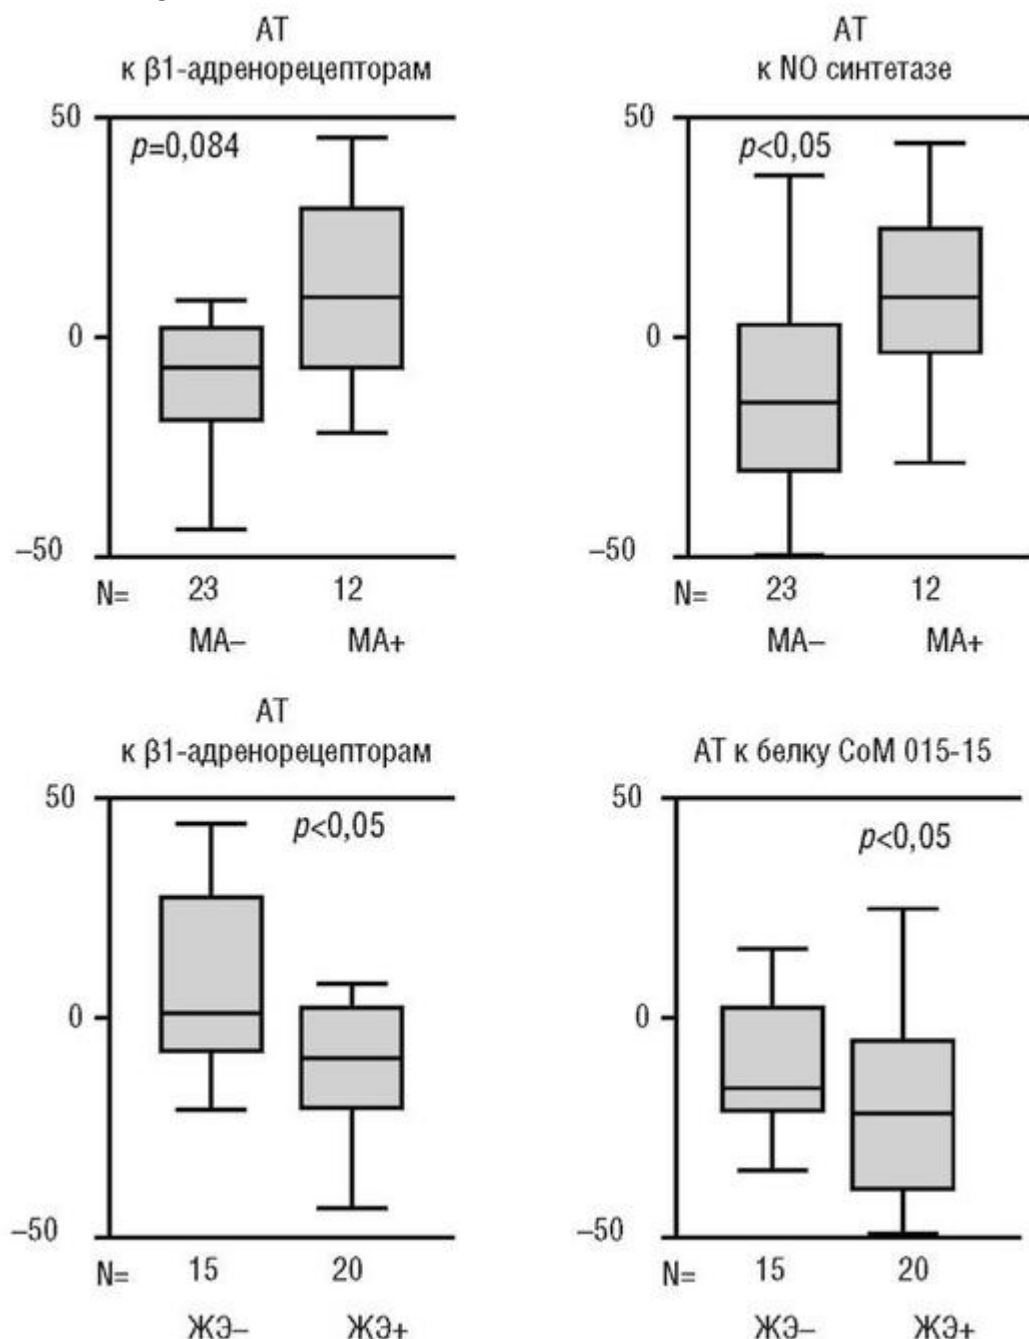 АТ
к β1-адренорецепторам
50
p=0,084
0
–50
N= 23 12
МА– МА+
АТ
к NO синтетазе
50
p<0,05
0
–50
N= 23 12
МА– МА+
АТ
к β1-адренорецепторам
50
p<0,05
0
–50
N= 15 20
ЖЭ– ЖЭ+
АТ к белку СоМ 015-15
50
p<0,05
0
–50
N= 15 20
ЖЭ– ЖЭ+